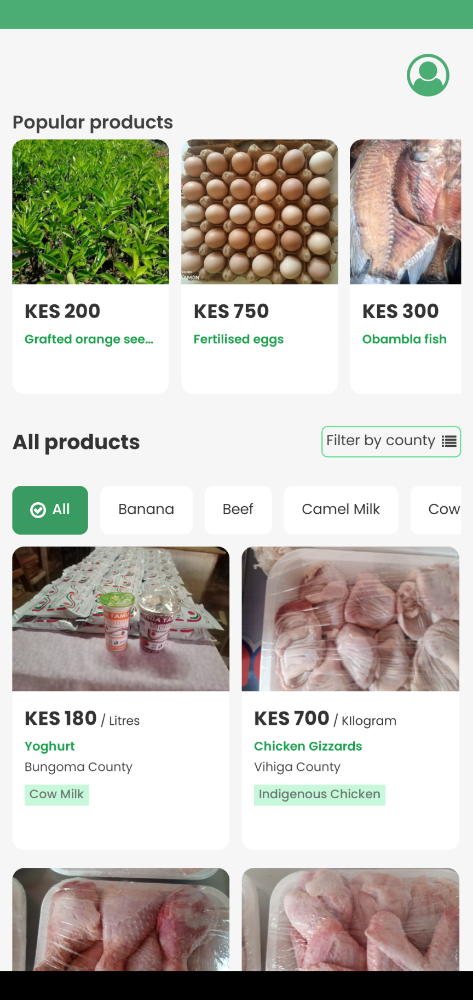 Popular products
KES 200
Grafted orange see...
KES 750
Fertilised eggs
KES 300
Obambla fish
All products
Filter by county
All
Banana
Beef
Camel Milk
Cow
KES 180 / Litres
Yoghurt
Bungoma County
Cow Milk
KES 700 / KIlogram
Chicken Gizzards
Vihiga County
Indigenous Chicken